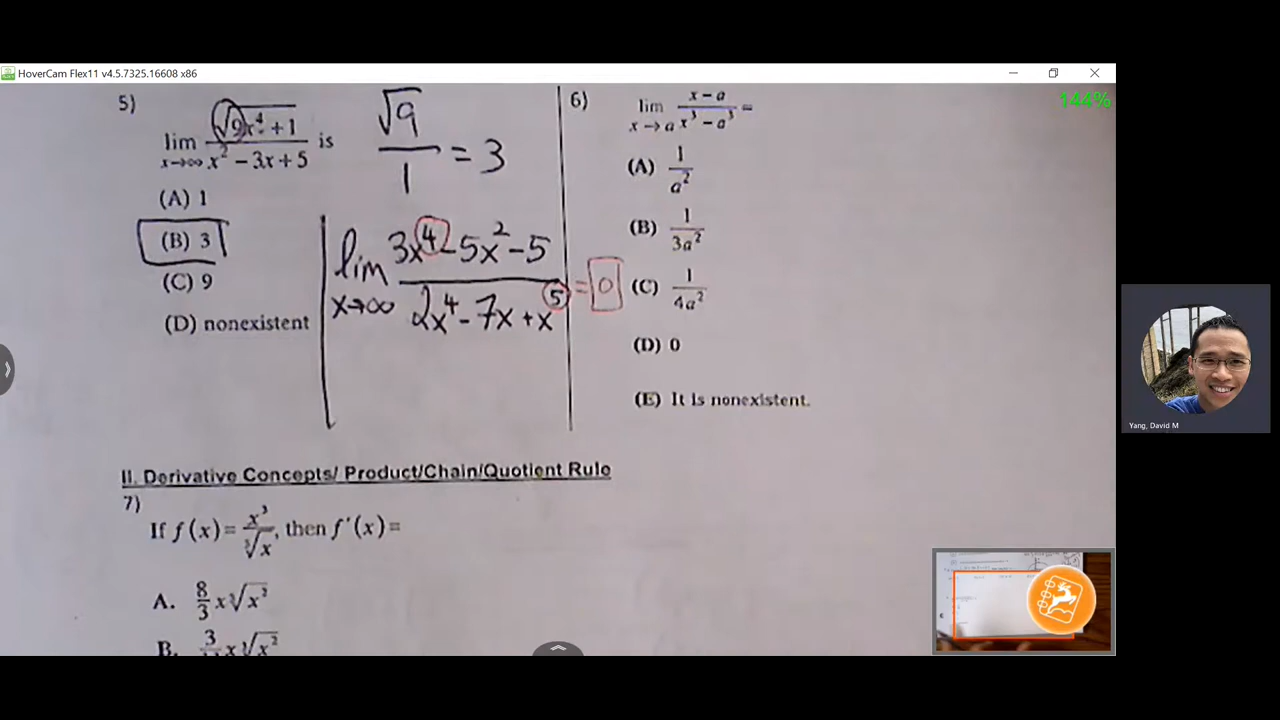 HoverCam Flex11 v4.5.7325.16608 x86
144%
5)
lim x→∞ √(9x⁴ + 1) / (x² − 3x + 5) is
(A) 1
(B) 3
(C) 9
(D) nonexistent
√9 / 1 = 3
lim x→∞ (3x⁴ − 5x² − 5) / (2x⁴ − 7x + x⁵) = 0
6)
lim x→a (x − a) / (x³ − a³) =
(A) 1/a²
(B) 1/3a²
(C) 1/4a²
(D) 0
(E) It is nonexistent.
II. Derivative Concepts/ Product/Chain/Quotient Rule
7)
If f(x) = x³/∛x, then f'(x) =
A. 8/3 x∛x²
B.
Yang, David M